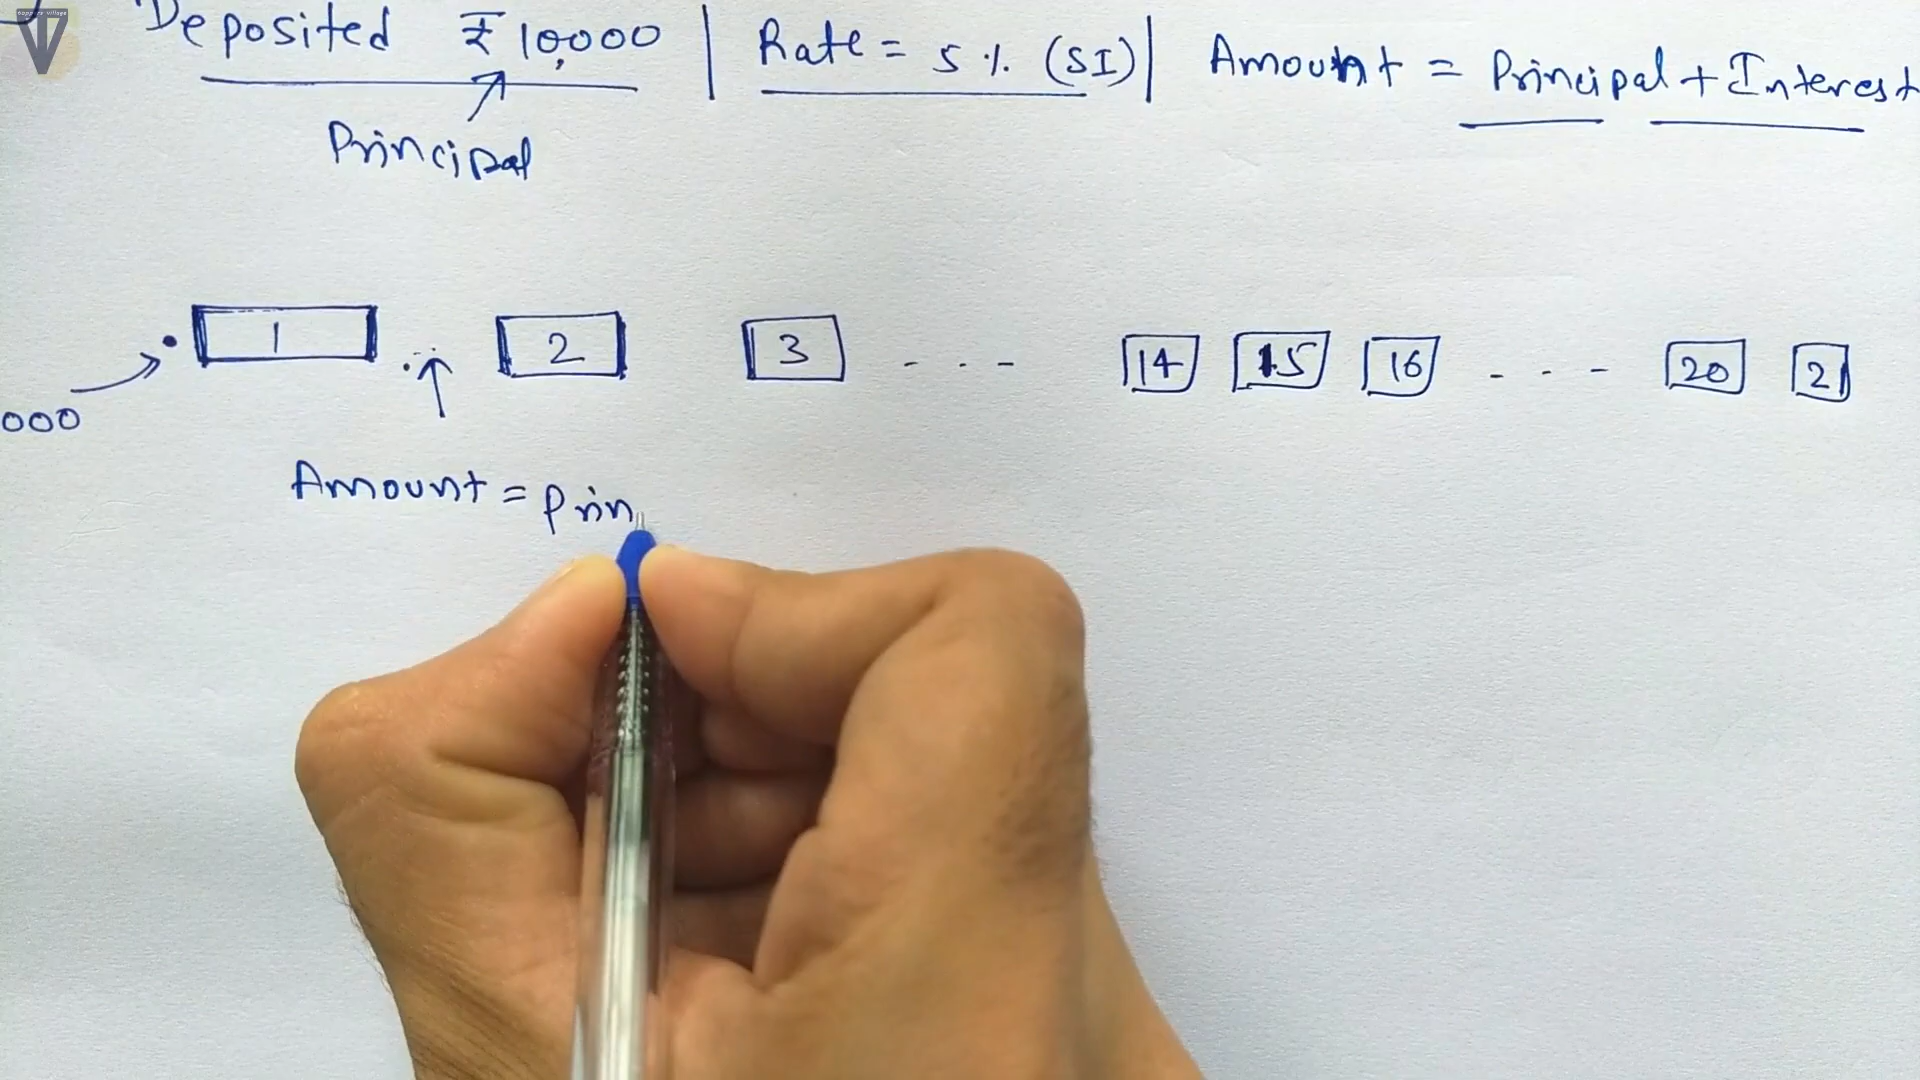 Deposited ₹ 10,000 | Rate = 5 % (SI) | Amount = Principal + Interest
Principal
1 2 3 - - - 14 15 16 - - - 20 21
000
Amount = Prin